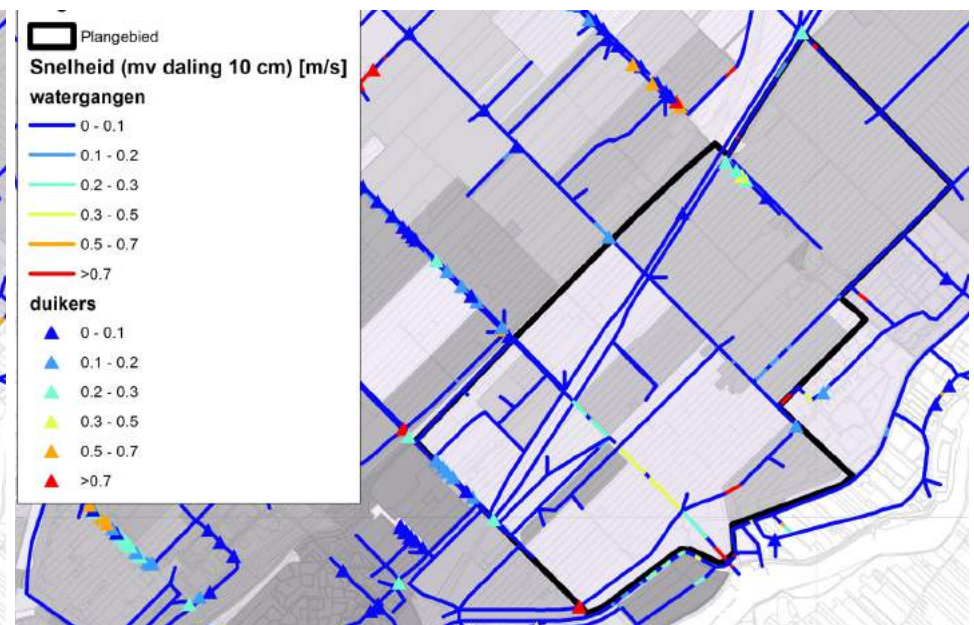 Plangebied
Snelheid (mv daling 10 cm) [m/s]
watergangen
0 - 0.1
0.1 - 0.2
0.2 - 0.3
0.3 - 0.5
0.5 - 0.7
>0.7
duikers
0 - 0.1
0.1 - 0.2
0.2 - 0.3
0.3 - 0.5
0.5 - 0.7
>0.7